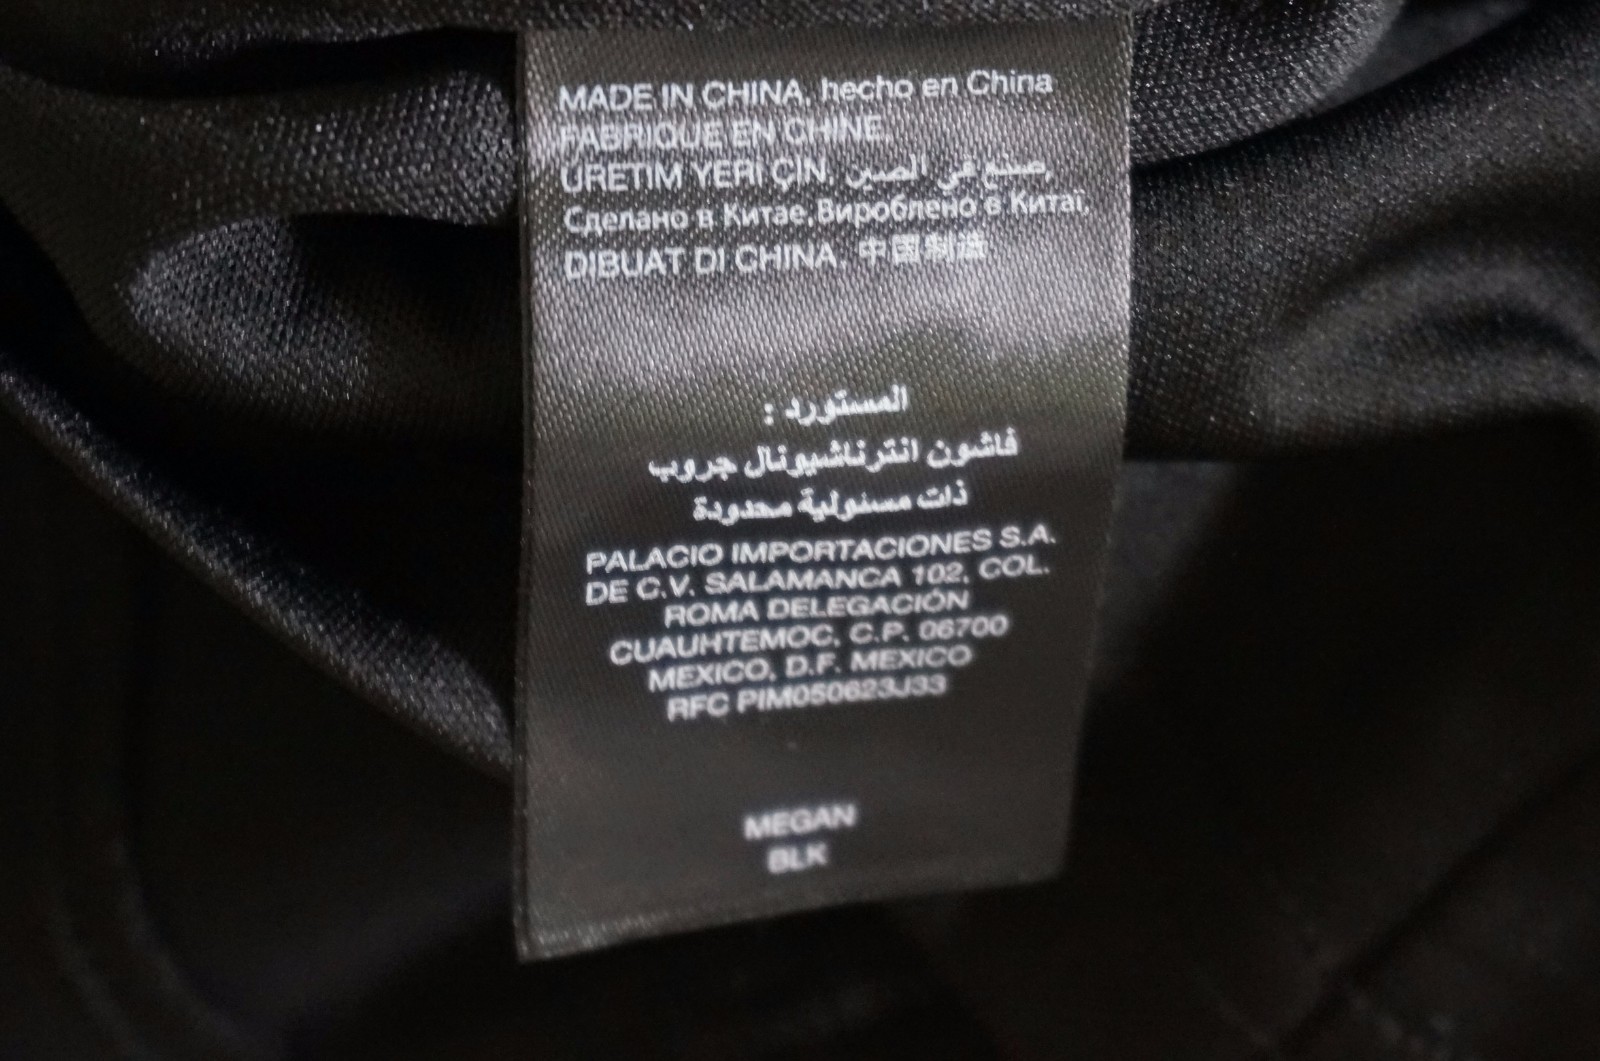 MADE IN CHINA. hecho en China
FABRIQUE EN CHINE.
ÜRETIM YERI ÇİN. صنع في الصين,
Сделано в Китае. Вироблено в Китаї,
DIBUAT DI CHINA. 中国制造
المستورد :
فاشون انترناشيونال جروب
ذات مسئولية محدودة
PALACIO IMPORTACIONES S.A.
DE C.V. SALAMANCA 102, COL.
ROMA DELEGACIÓN
CUAUHTEMOC, C.P. 06700
MEXICO, D.F. MEXICO
RFC PIM050623J33
MEGAN
BLK